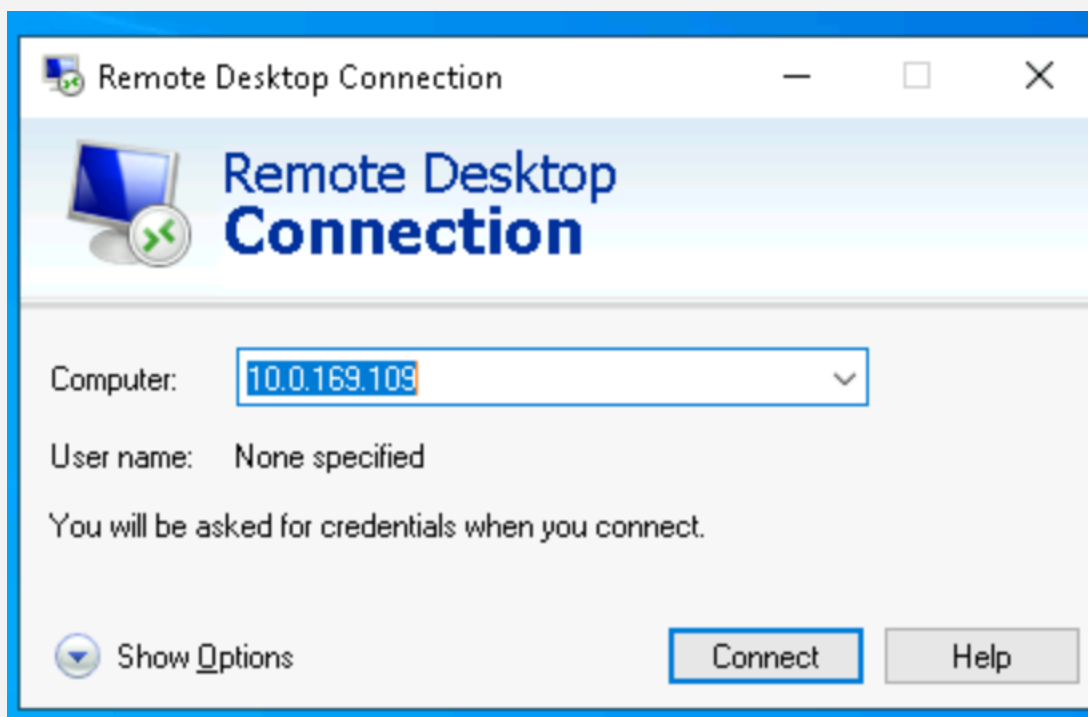 Remote Desktop Connection
Remote Desktop
Connection
Computer: 10.0.169.109
User name: None specified
You will be asked for credentials when you connect.
Show Options Connect Help